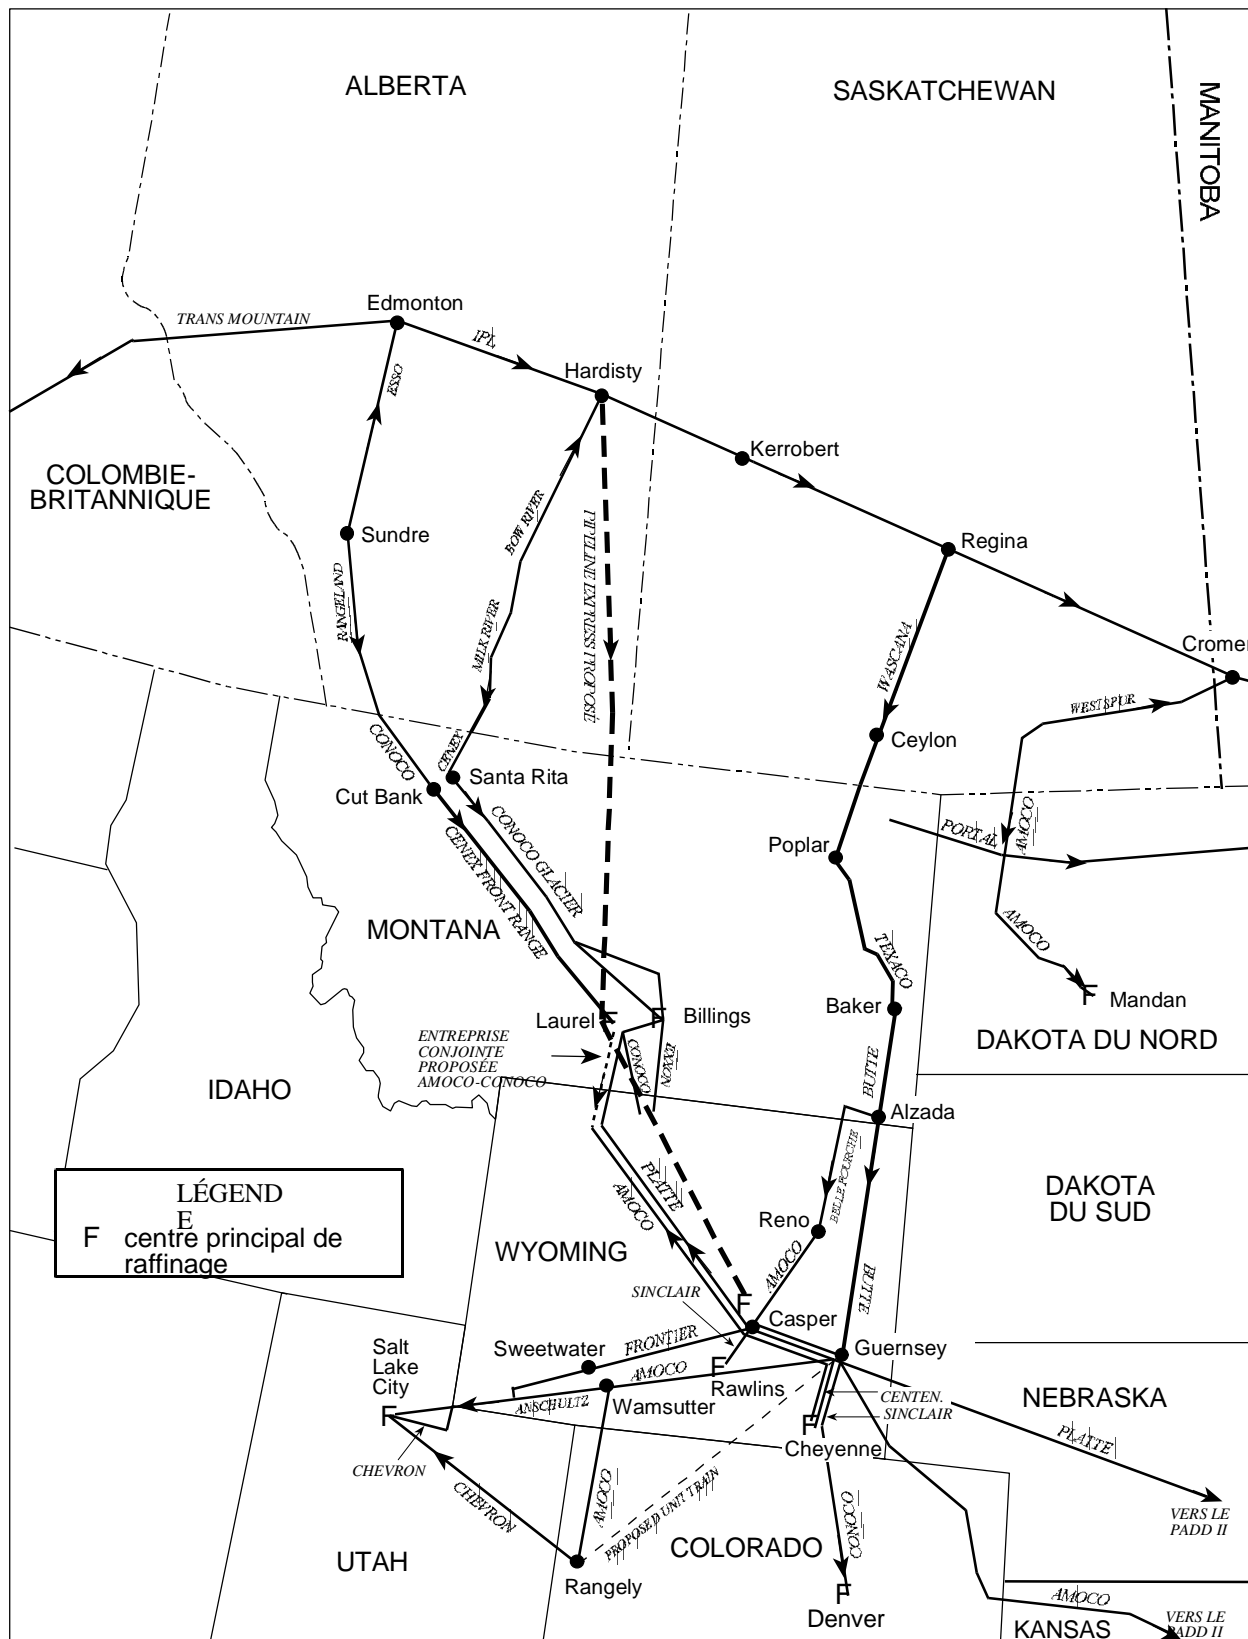 ALBERTA
SASKATCHEWAN
MANITOBA
Edmonton
TRANS MOUNTAIN
IPL
Hardisty
ESSO
Kerrobert
COLOMBIE-
BRITANNIQUE
BOW RIVER
Sundre
Regina
PIPELINE EXPRESS PROPOSÉ
RANGELAND
MILK RIVER
WASCANA
Cromer
WESTSPUR
CONOCO
CENEX
Ceylon
Santa Rita
Cut Bank
CONOCO GLACIER
CENEX FRONT RANGE
Poplar
PORTAL
AMOCO
MONTANA
AMOCO
TEXACO
Mandan
F
Baker
Laurel
F
F
Billings
DAKOTA DU NORD
ENTREPRISE
CONJOINTE
PROPOSÉE
AMOCO-CONOCO
CONOCO
EXXON
BUTTE
IDAHO
Alzada
BELLE FOURCHE
PLATTE
AMOCO
LÉGEND
E
F centre principal de
raffinage
DAKOTA
DU SUD
Reno
WYOMING
AMOCO
BUTTE
SINCLAIR
F
Casper
Sweetwater
FRONTIER
Guernsey
Salt
Lake
City
F
AMOCO
F
Rawlins
ANSCHULTZ
Wamsutter
CENTEN.
SINCLAIR
NEBRASKA
F
Cheyenne
PLATTE
CHEVRON
CHEVRON
AMOCO
PROPOSED UNIT TRAIN
CONOCO
VERS LE
PADD II
UTAH
COLORADO
Rangely
F
Denver
AMOCO
KANSAS
VERS LE
PADD II